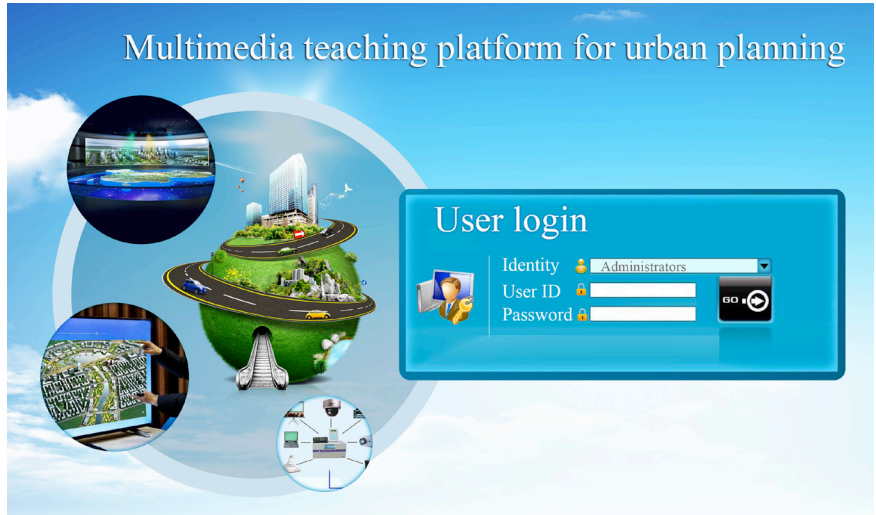 Multimedia teaching platform for urban planning
User login
Identity Administrators
User ID
Password
GO